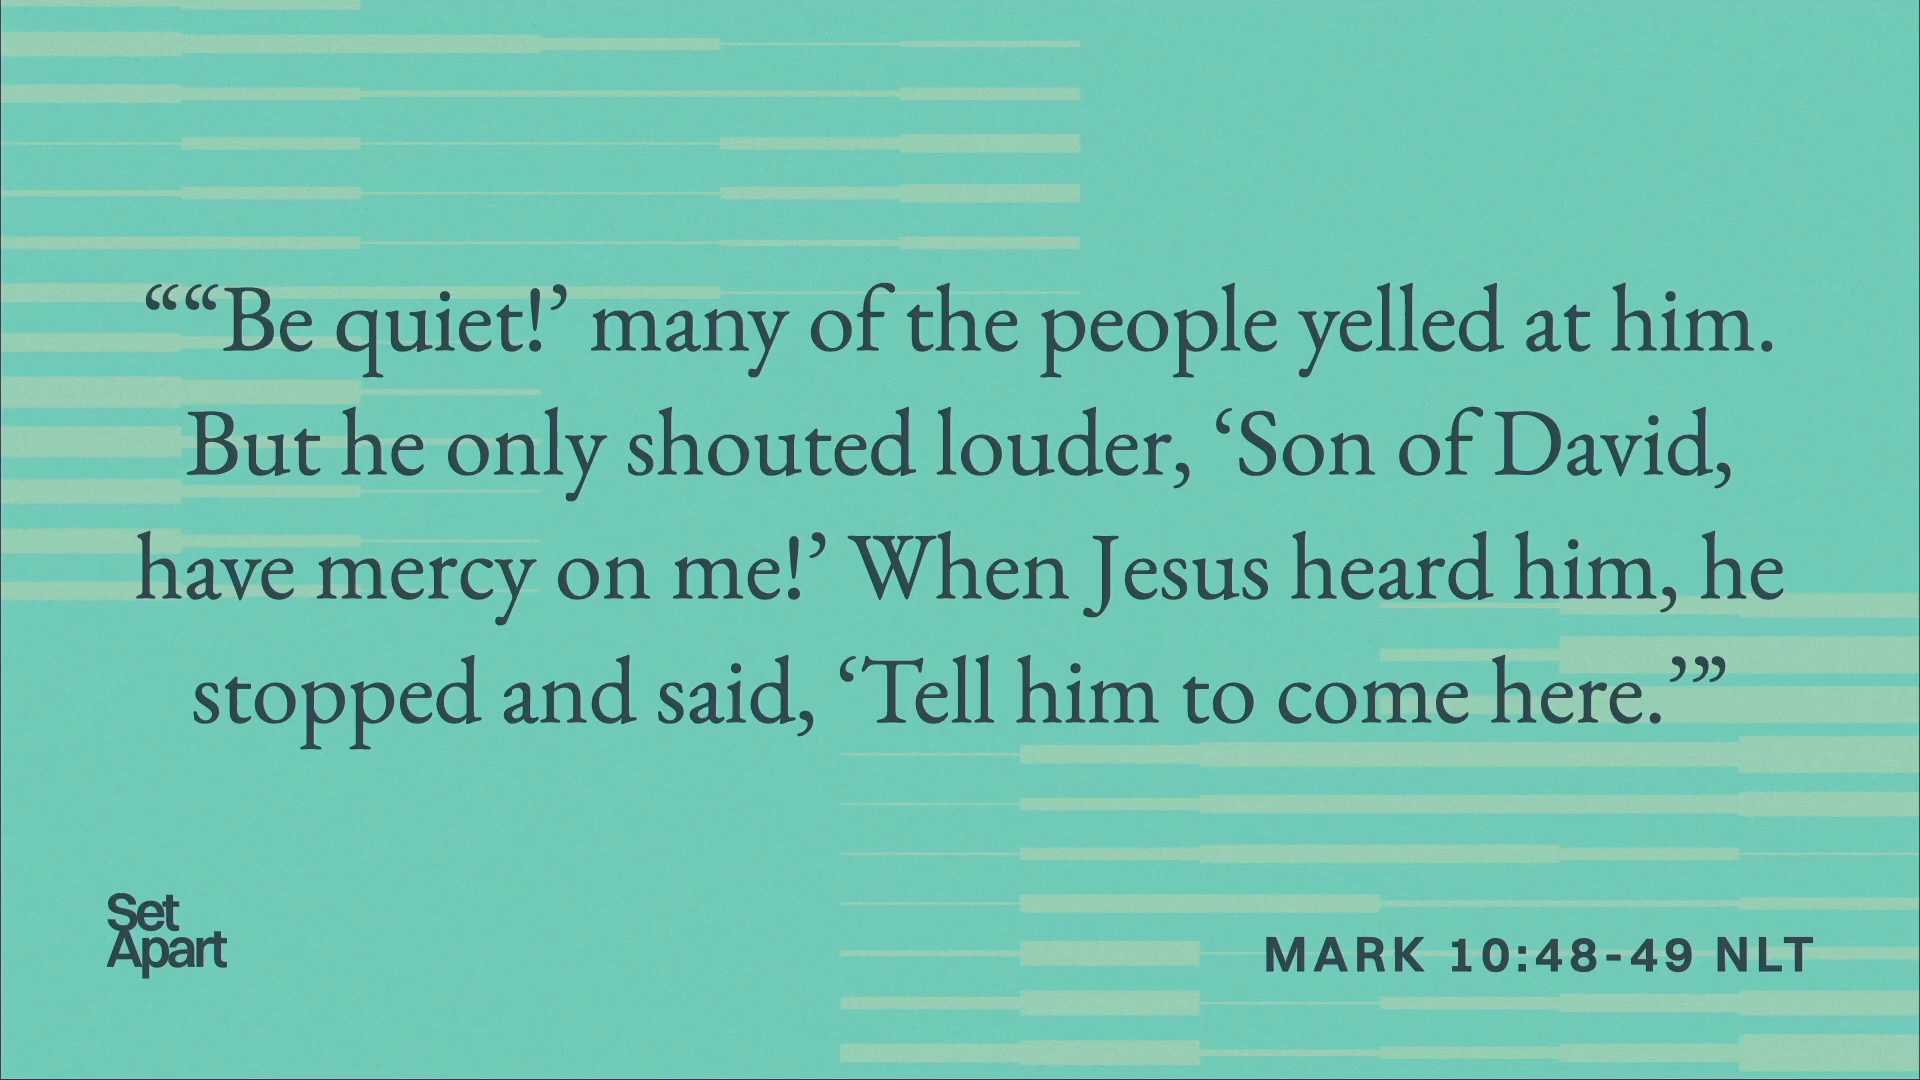 ““Be quiet!’ many of the people yelled at him.
But he only shouted louder, ‘Son of David,
have mercy on me!’ When Jesus heard him, he
stopped and said, ‘Tell him to come here.’”
Set
Apart
MARK 10:48-49 NLT